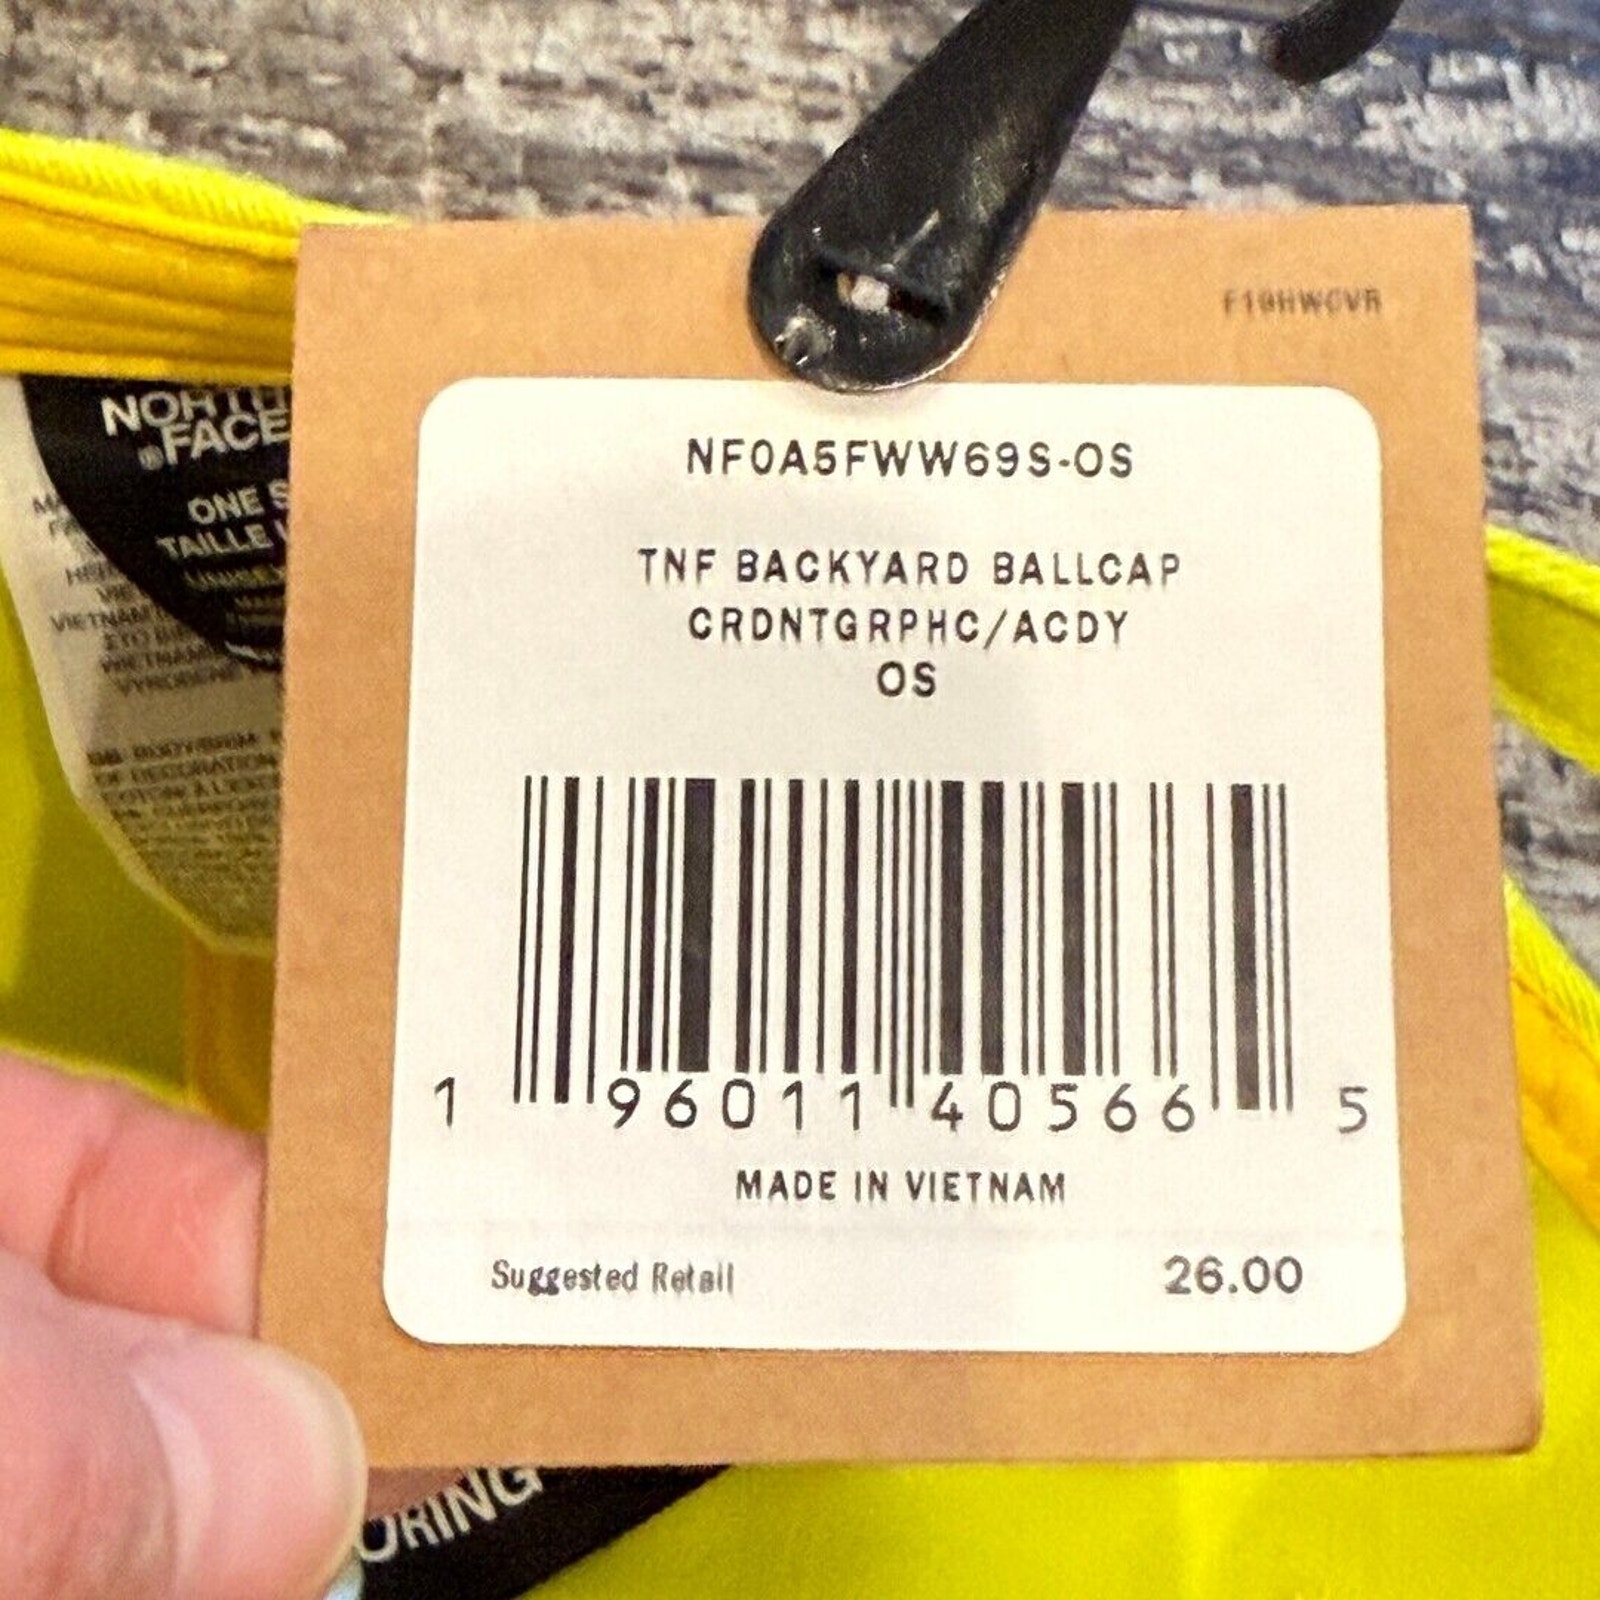 F19HWCVR
NF0A5FWW69S-OS
TNF BACKYARD BALLCAP
CRDNTGRPHC/ACDY
OS
1 96011 40566 5
MADE IN VIETNAM
Suggested Retail 26.00
NORTH
FACE
ONE
TAILLE
ORING